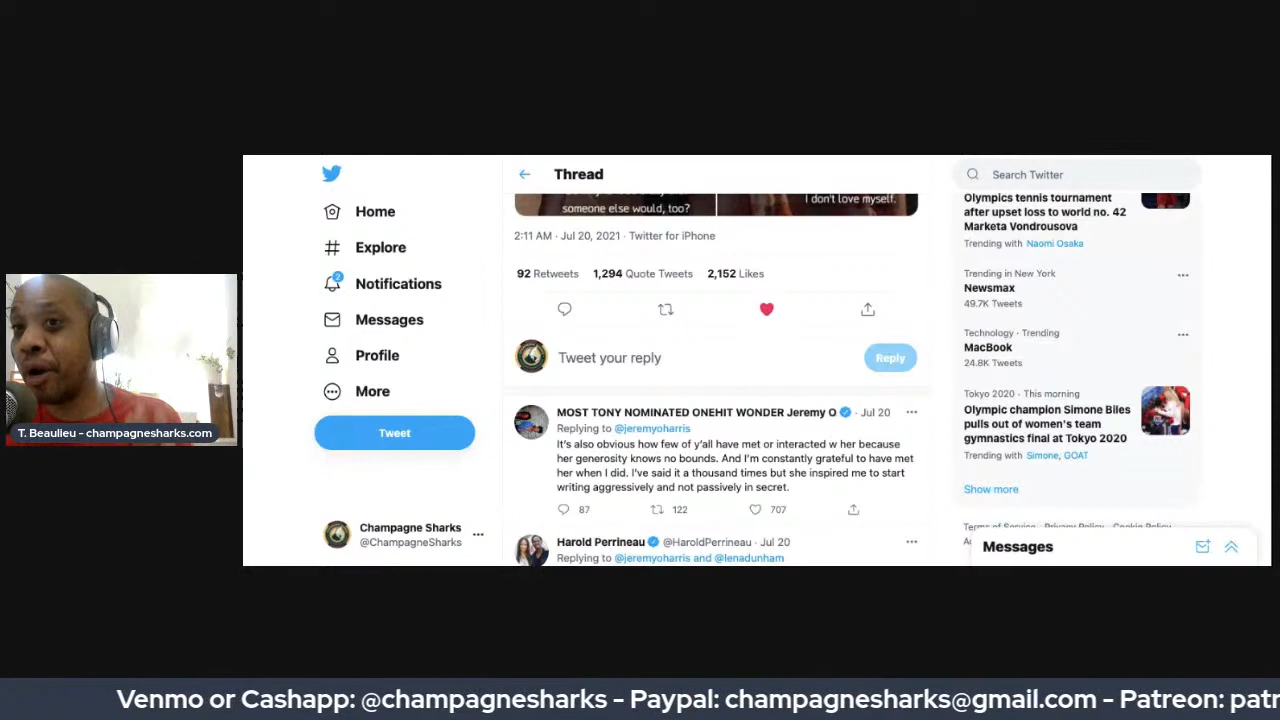 Home
Explore
2
Notifications
Messages
Profile
More
Tweet
Champagne Sharks
@ChampagneSharks
Thread
someone else would, too?
I don't love myself.
2:11 AM · Jul 20, 2021 · Twitter for iPhone
92 Retweets 1,294 Quote Tweets 2,152 Likes
Tweet your reply
Reply
MOST TONY NOMINATED ONEHIT WONDER Jeremy O · Jul 20
Replying to @jeremyoharris
It's also obvious how few of y'all have met or interacted w her because
her generosity knows no bounds. And I'm constantly grateful to have met
her when I did. I've said it a thousand times but she inspired me to start
writing aggressively and not passively in secret.
87 122 707
Harold Perrineau @HaroldPerrineau · Jul 20
Replying to @jeremyoharris and @lenadunham
Search Twitter
Olympics tennis tournament
after upset loss to world no. 42
Marketa Vondrousova
Trending with Naomi Osaka
Trending in New York
Newsmax
49.7K Tweets
Technology · Trending
MacBook
24.8K Tweets
Tokyo 2020 · This morning
Olympic champion Simone Biles
pulls out of women's team
gymnastics final at Tokyo 2020
Trending with Simone, GOAT
Show more
Terms of Service Privacy Policy Cookie Policy
Messages
T. Beaulieu - champagnesharks.com
Venmo or Cashapp: @champagnesharks - Paypal: champagnesharks@gmail.com - Patreon: patr